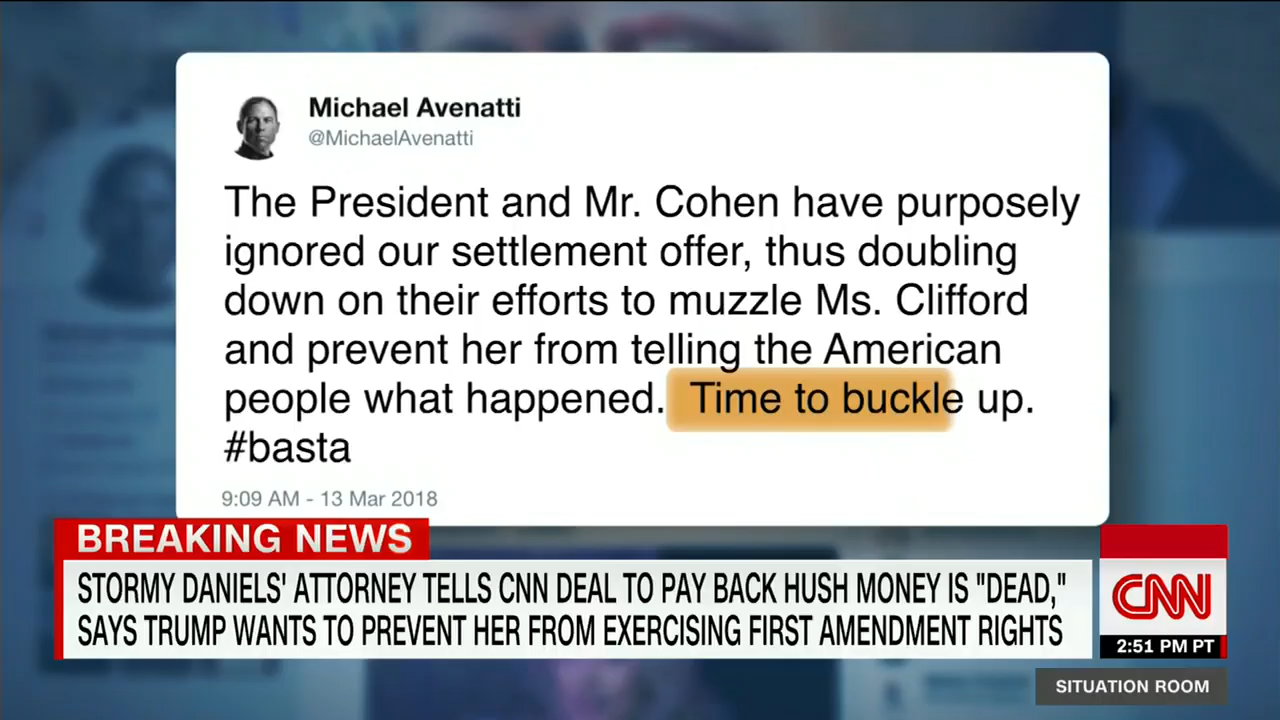 Michael Avenatti
@MichaelAvenatti
The President and Mr. Cohen have purposely
ignored our settlement offer, thus doubling
down on their efforts to muzzle Ms. Clifford
and prevent her from telling the American
people what happened. Time to buckle up.
#basta
9:09 AM - 13 Mar 2018
BREAKING NEWS
STORMY DANIELS' ATTORNEY TELLS CNN DEAL TO PAY BACK HUSH MONEY IS "DEAD,"
SAYS TRUMP WANTS TO PREVENT HER FROM EXERCISING FIRST AMENDMENT RIGHTS
CNN
2:51 PM PT
SITUATION ROOM